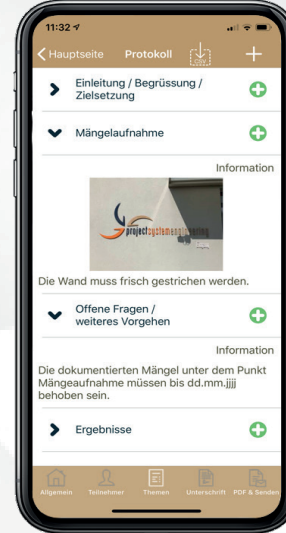 11:32
Hauptseite Protokoll CSV
Einleitung / Begrüssung /
Zielsetzung
Mängelaufnahme
Information
projectsystemengineering
Die Wand muss frisch gestrichen werden.
Offene Fragen /
weiteres Vorgehen
Information
Die dokumentierten Mängel unter dem Punkt
Mängeaufnahme müssen bis dd.mm.jjjj
behoben sein.
Ergebnisse
Allgemein Teilnehmer Themen Unterschrift PDF & Senden